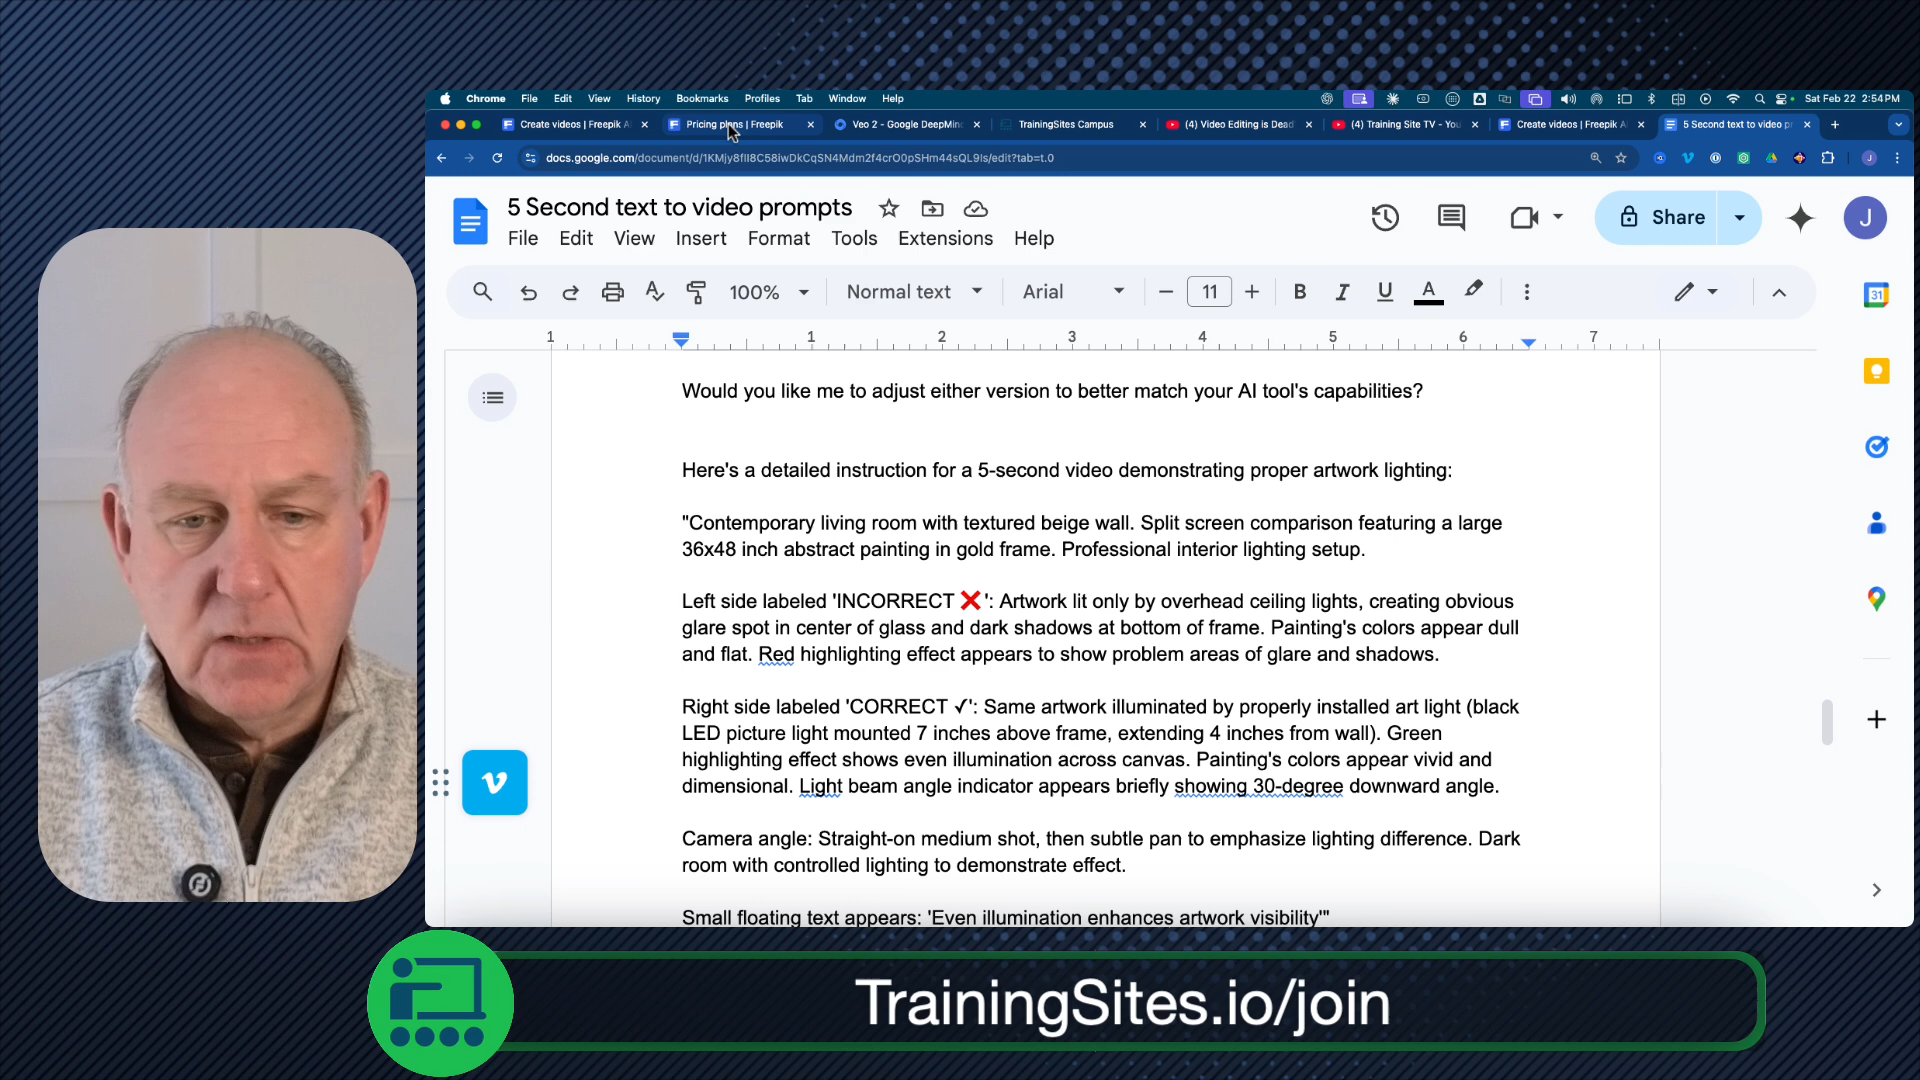 Chrome File Edit View History Bookmarks Profiles Tab Window Help Sat Feb 22 2:54 PM
Create videos | Freepik A Pricing plans | Freepik Veo 2 - Google DeepMin TrainingSites Campus (4) Video Editing is Dead (4) Training Site TV - You Create videos | Freepik A 5 Second text to video pr
docs.google.com/document/d/1KMjy8fII8C58iwDkCqSN4Mdm2f4crO0pSHm44sQL9Is/edit?tab=t.0
5 Second text to video prompts
Share
J
File Edit View Insert Format Tools Extensions Help
100% Normal text Arial 11 B I U A
31
1 1 2 3 4 5 6 7
Would you like me to adjust either version to better match your AI tool's capabilities?
Here's a detailed instruction for a 5-second video demonstrating proper artwork lighting:
"Contemporary living room with textured beige wall. Split screen comparison featuring a large
36x48 inch abstract painting in gold frame. Professional interior lighting setup.
Left side labeled 'INCORRECT ❌': Artwork lit only by overhead ceiling lights, creating obvious
glare spot in center of glass and dark shadows at bottom of frame. Painting's colors appear dull
and flat. Red highlighting effect appears to show problem areas of glare and shadows.
Right side labeled 'CORRECT ✓': Same artwork illuminated by properly installed art light (black
LED picture light mounted 7 inches above frame, extending 4 inches from wall). Green
highlighting effect shows even illumination across canvas. Painting's colors appear vivid and
dimensional. Light beam angle indicator appears briefly showing 30-degree downward angle.
Camera angle: Straight-on medium shot, then subtle pan to emphasize lighting difference. Dark
room with controlled lighting to demonstrate effect.
Small floating text appears: 'Even illumination enhances artwork visibility'"
TrainingSites.io/join